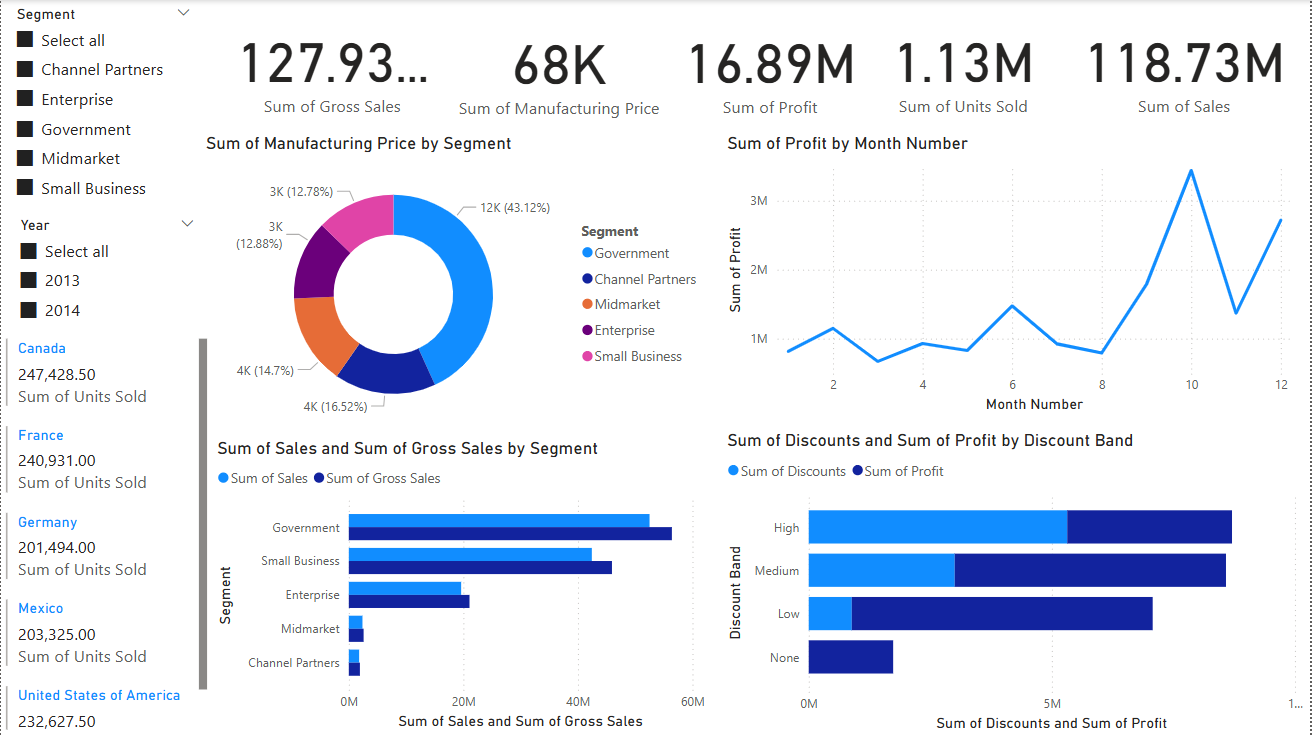 Segment
Select all
Channel Partners
Enterprise
Government
Midmarket
Small Business
Year
Select all
2013
2014
Canada
247,428.50
Sum of Units Sold
France
240,931.00
Sum of Units Sold
Germany
201,494.00
Sum of Units Sold
Mexico
203,325.00
Sum of Units Sold
United States of America
232,627.50
127.93...
Sum of Gross Sales
68K
Sum of Manufacturing Price
16.89M
Sum of Profit
1.13M
Sum of Units Sold
118.73M
Sum of Sales
Sum of Manufacturing Price by Segment
3K (12.78%)
12K (43.12%)
3K
(12.88%)
4K (14.7%)
4K (16.52%)
Segment
Government
Channel Partners
Midmarket
Enterprise
Small Business
Sum of Profit by Month Number
Sum of Profit
3M
2M
1M
2 4 6 8 10 12
Month Number
Sum of Sales and Sum of Gross Sales by Segment
Sum of Sales Sum of Gross Sales
Segment
Government
Small Business
Enterprise
Midmarket
Channel Partners
0M 20M 40M 60M
Sum of Sales and Sum of Gross Sales
Sum of Discounts and Sum of Profit by Discount Band
Sum of Discounts Sum of Profit
Discount Band
High
Medium
Low
None
0M 5M 1...
Sum of Discounts and Sum of Profit